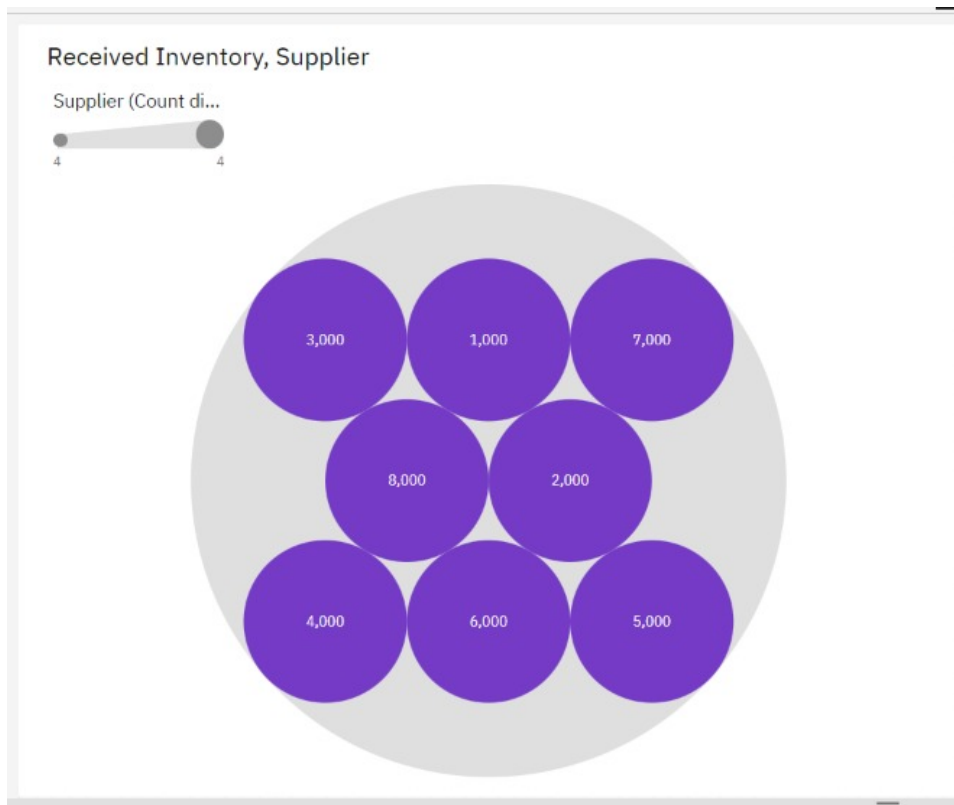 Received Inventory, Supplier
Supplier (Count di...
4 4
3,000 1,000 7,000
8,000 2,000
4,000 6,000 5,000